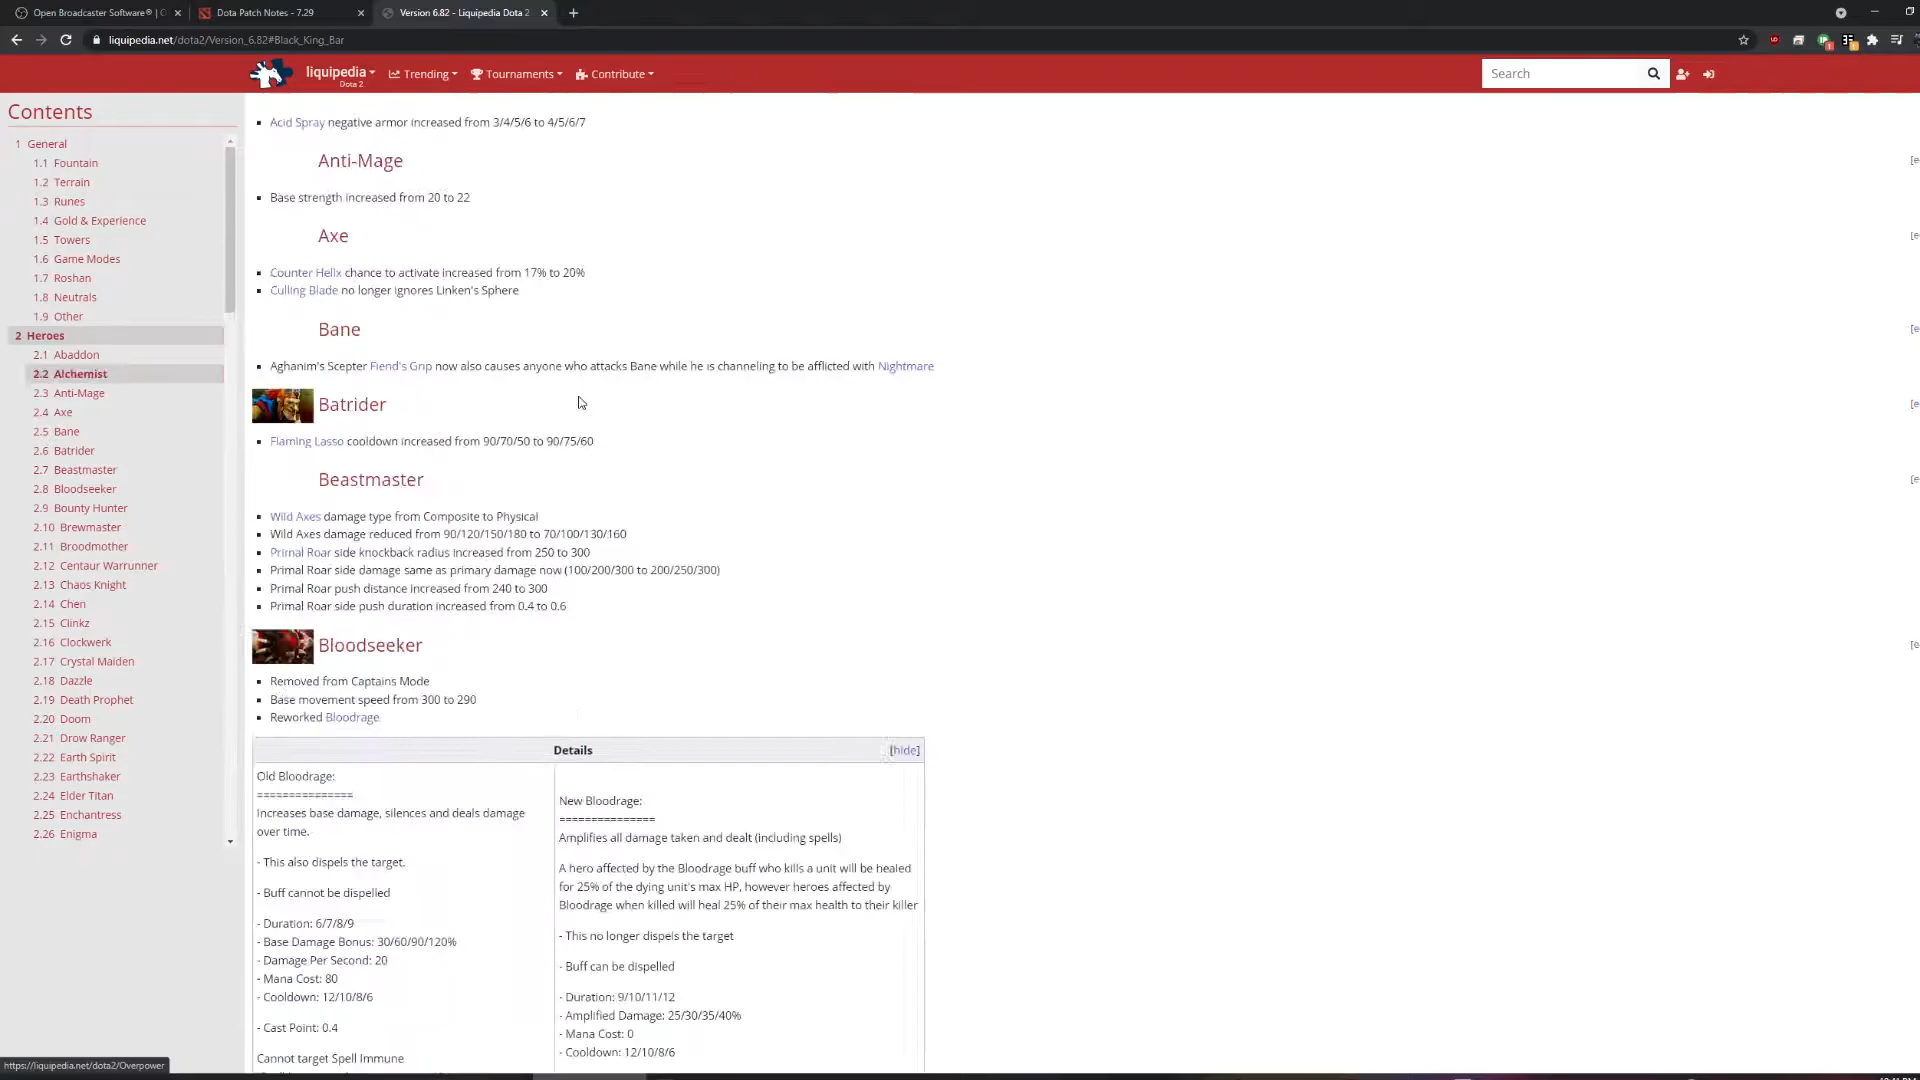 Open Broadcaster Software® | O
Dota Patch Notes - 7.29
Version 6.82 - Liquipedia Dota 2
liquipedia.net/dota2/Version_6.82#Black_King_Bar
liquipedia
Dota 2
Trending
Tournaments
Contribute
Search
Contents
1 General
1.1 Fountain
1.2 Terrain
1.3 Runes
1.4 Gold & Experience
1.5 Towers
1.6 Game Modes
1.7 Roshan
1.8 Neutrals
1.9 Other
2 Heroes
2.1 Abaddon
2.2 Alchemist
2.3 Anti-Mage
2.4 Axe
2.5 Bane
2.6 Batrider
2.7 Beastmaster
2.8 Bloodseeker
2.9 Bounty Hunter
2.10 Brewmaster
2.11 Broodmother
2.12 Centaur Warrunner
2.13 Chaos Knight
2.14 Chen
2.15 Clinkz
2.16 Clockwerk
2.17 Crystal Maiden
2.18 Dazzle
2.19 Death Prophet
2.20 Doom
2.21 Drow Ranger
2.22 Earth Spirit
2.23 Earthshaker
2.24 Elder Titan
2.25 Enchantress
2.26 Enigma
Acid Spray negative armor increased from 3/4/5/6 to 4/5/6/7
Anti-Mage
[e
Base strength increased from 20 to 22
Axe
[e
Counter Helix chance to activate increased from 17% to 20%
Culling Blade no longer ignores Linken's Sphere
Bane
[e
Aghanim's Scepter Fiend's Grip now also causes anyone who attacks Bane while he is channeling to be afflicted with Nightmare
Batrider
[e
Flaming Lasso cooldown increased from 90/70/50 to 90/75/60
Beastmaster
[e
Wild Axes damage type from Composite to Physical
Wild Axes damage reduced from 90/120/150/180 to 70/100/130/160
Primal Roar side knockback radius increased from 250 to 300
Primal Roar side damage same as primary damage now (100/200/300 to 200/250/300)
Primal Roar push distance increased from 240 to 300
Primal Roar side push duration increased from 0.4 to 0.6
Bloodseeker
[e
Removed from Captains Mode
Base movement speed from 300 to 290
Reworked Bloodrage
Details
[hide]
Old Bloodrage:
===============
Increases base damage, silences and deals damage
over time.
- This also dispels the target.
- Buff cannot be dispelled
- Duration: 6/7/8/9
- Base Damage Bonus: 30/60/90/120%
- Damage Per Second: 20
- Mana Cost: 80
- Cooldown: 12/10/8/6
- Cast Point: 0.4
Cannot target Spell Immune
New Bloodrage:
===============
Amplifies all damage taken and dealt (including spells)
A hero affected by the Bloodrage buff who kills a unit will be healed
for 25% of the dying unit's max HP, however heroes affected by
Bloodrage when killed will heal 25% of their max health to their killer
- This no longer dispels the target
- Buff can be dispelled
- Duration: 9/10/11/12
- Amplified Damage: 25/30/35/40%
- Mana Cost: 0
- Cooldown: 12/10/8/6
https://liquipedia.net/dota2/Overpower